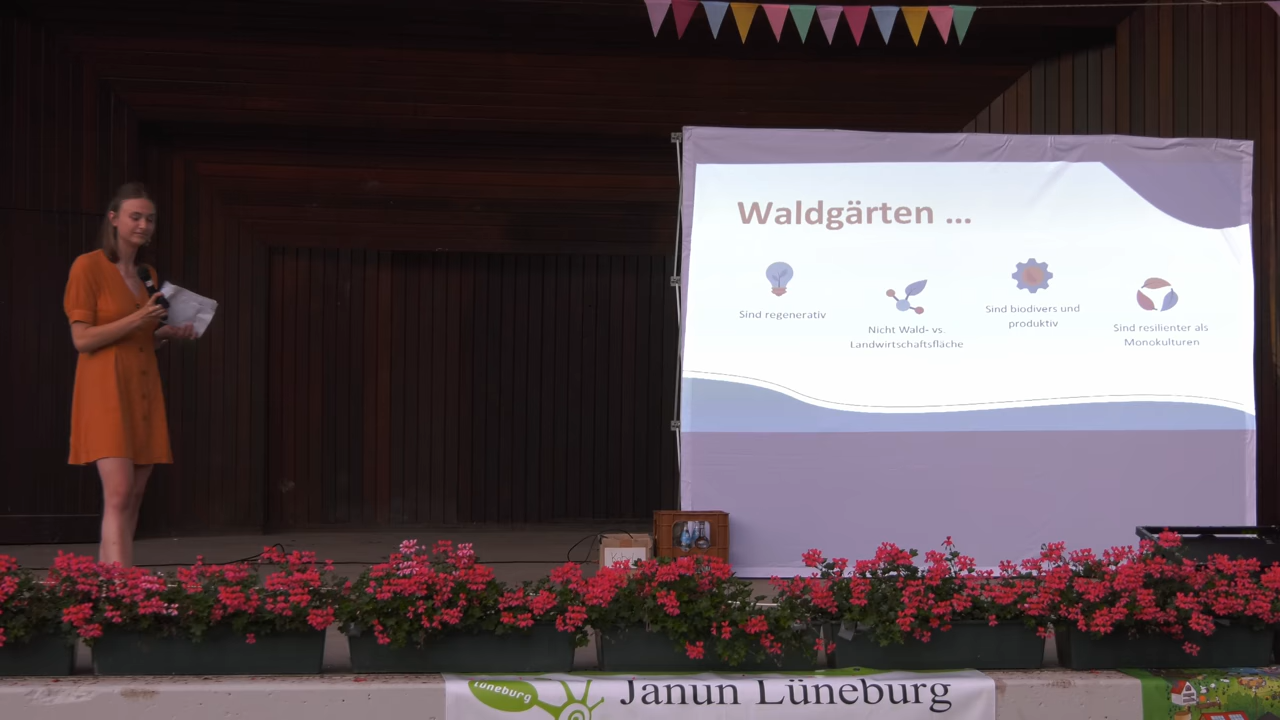 Waldgärten ...
Sind regenerativ
Nicht Wald- vs.
Landwirtschaftsfläche
Sind biodivers und
produktiv
Sind resilienter als
Monokulturen
lüneburg
Janun Lüneburg